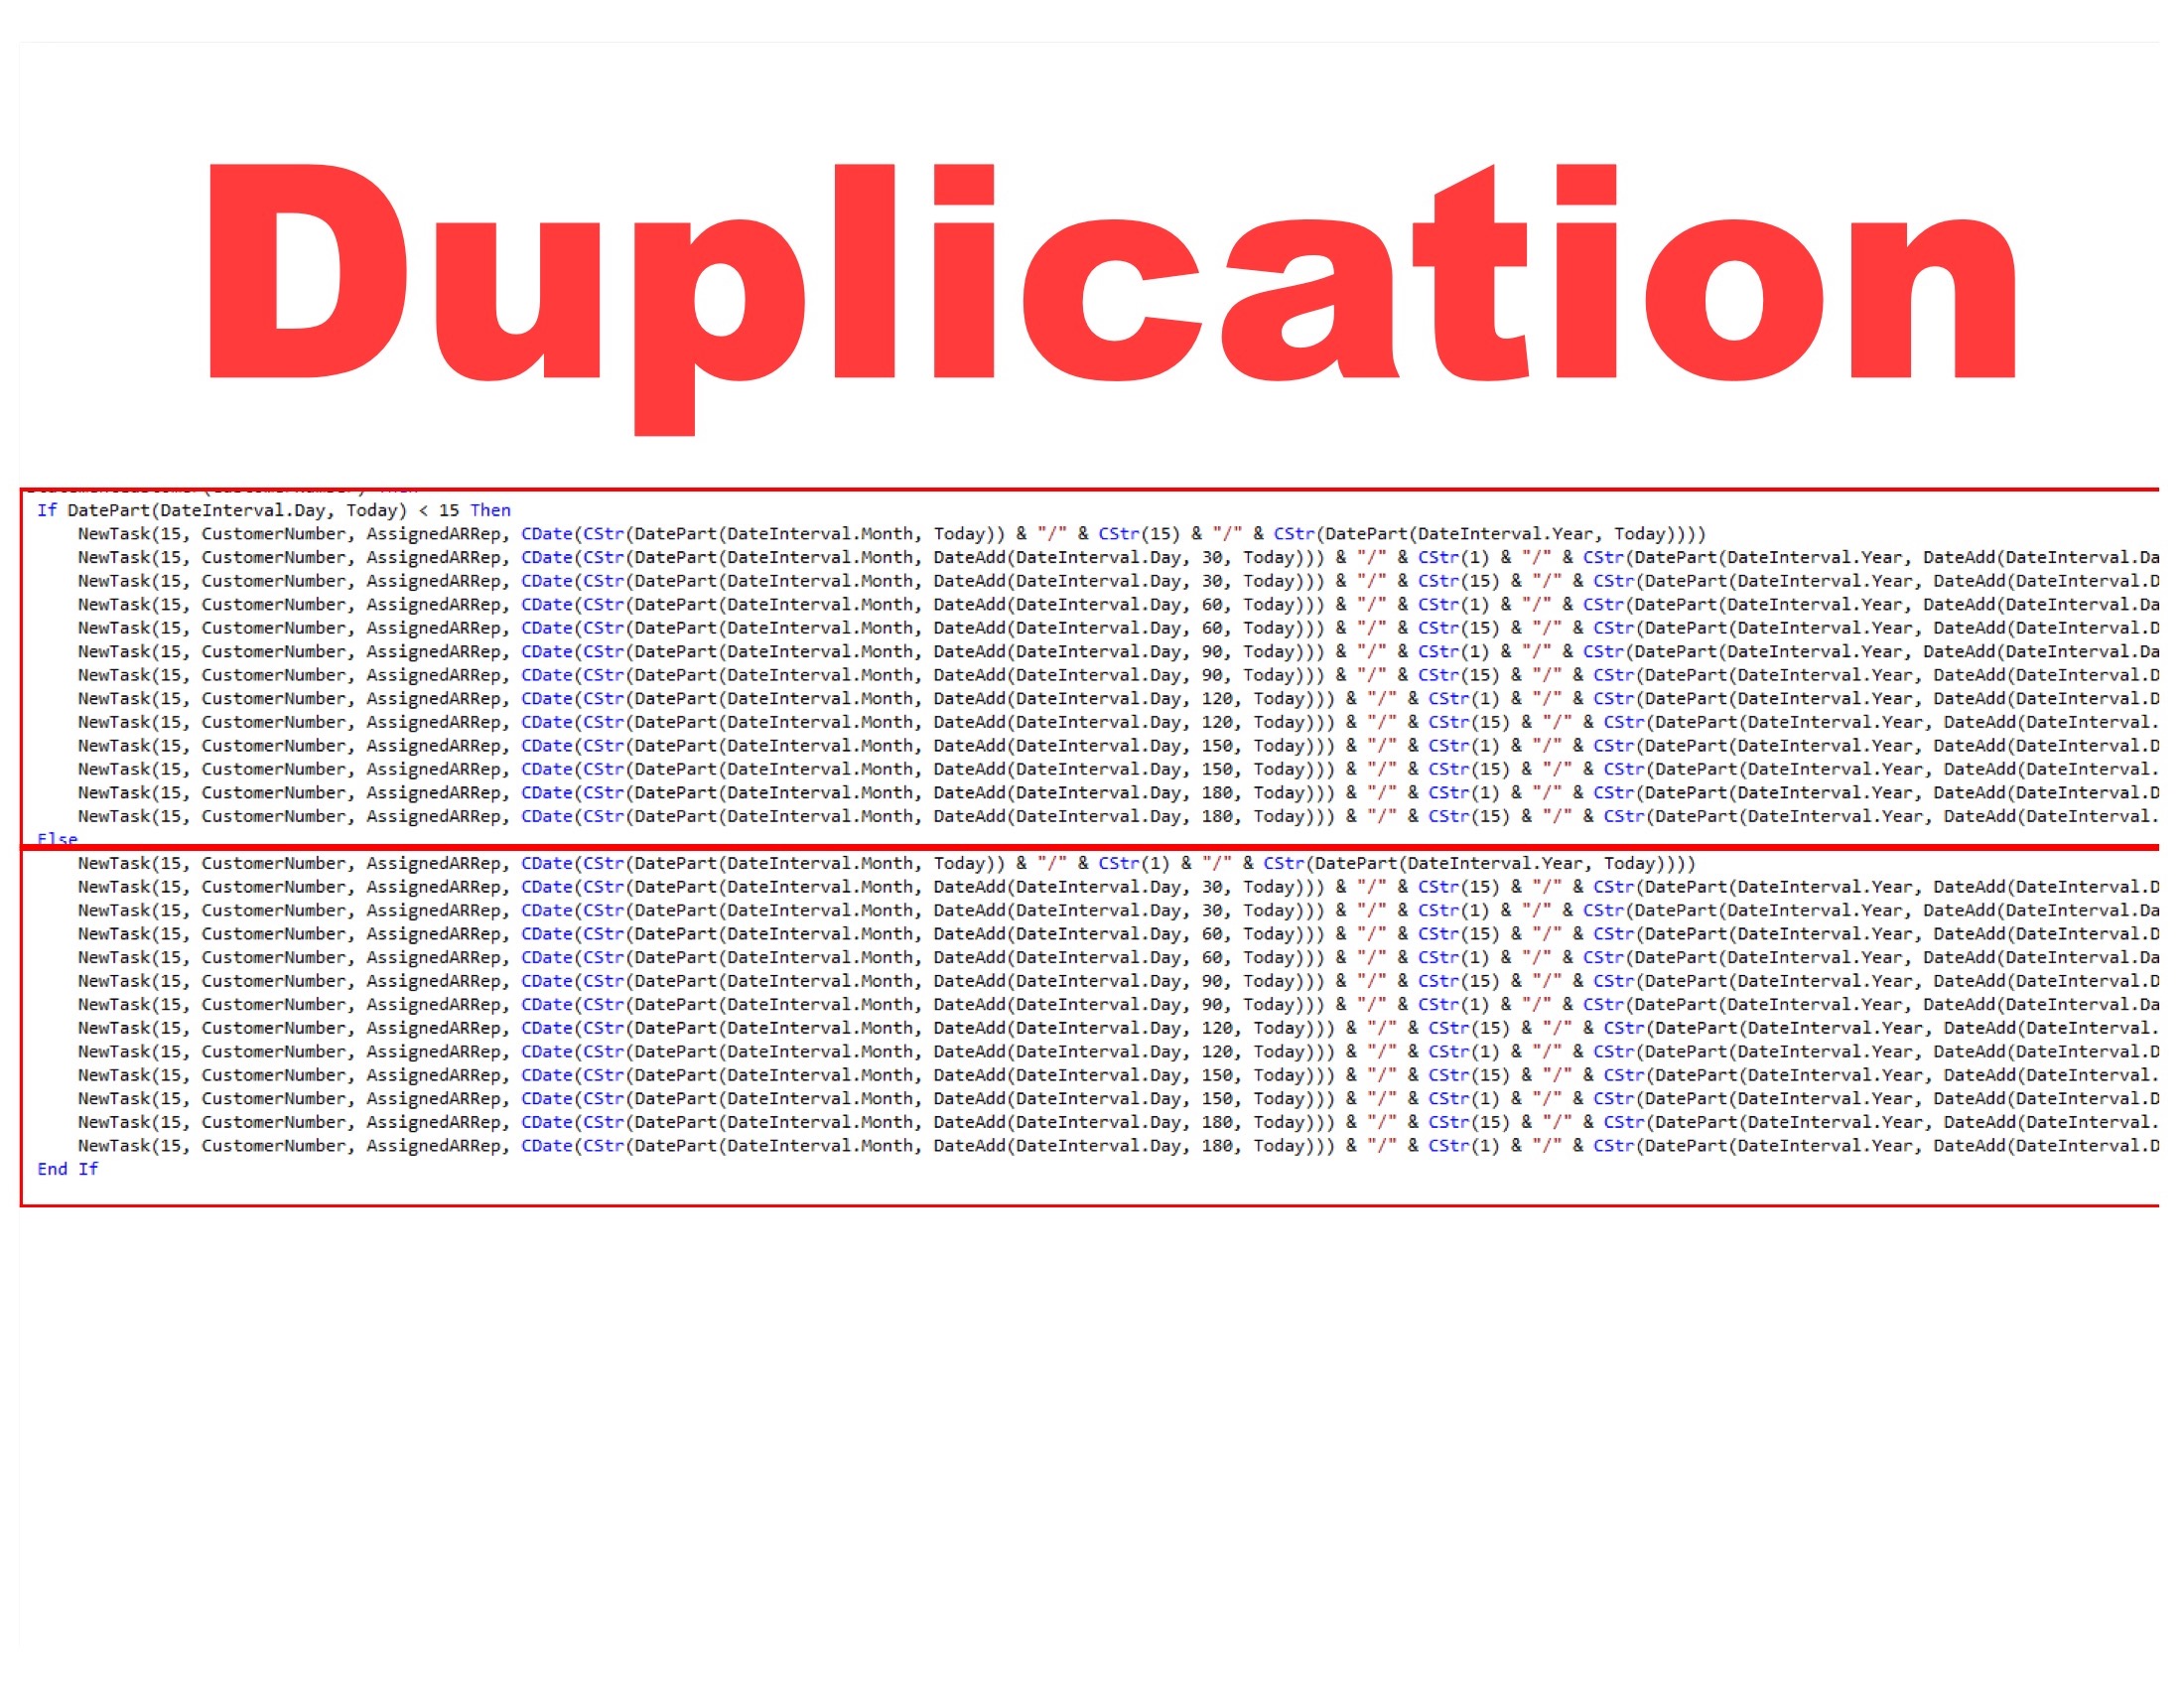 Duplication
If DatePart(DateInterval.Day, Today) < 15 Then
NewTask(15, CustomerNumber, AssignedARRep, CDate(CStr(DatePart(DateInterval.Month, Today)) & "/" & CStr(15) & "/" & CStr(DatePart(DateInterval.Year, Today))))
NewTask(15, CustomerNumber, AssignedARRep, CDate(CStr(DatePart(DateInterval.Month, DateAdd(DateInterval.Day, 30, Today))) & "/" & CStr(1) & "/" & CStr(DatePart(DateInterval.Year, DateAdd(DateInterval.Da
NewTask(15, CustomerNumber, AssignedARRep, CDate(CStr(DatePart(DateInterval.Month, DateAdd(DateInterval.Day, 30, Today))) & "/" & CStr(15) & "/" & CStr(DatePart(DateInterval.Year, DateAdd(DateInterval.D
NewTask(15, CustomerNumber, AssignedARRep, CDate(CStr(DatePart(DateInterval.Month, DateAdd(DateInterval.Day, 60, Today))) & "/" & CStr(1) & "/" & CStr(DatePart(DateInterval.Year, DateAdd(DateInterval.Da
NewTask(15, CustomerNumber, AssignedARRep, CDate(CStr(DatePart(DateInterval.Month, DateAdd(DateInterval.Day, 60, Today))) & "/" & CStr(15) & "/" & CStr(DatePart(DateInterval.Year, DateAdd(DateInterval.D
NewTask(15, CustomerNumber, AssignedARRep, CDate(CStr(DatePart(DateInterval.Month, DateAdd(DateInterval.Day, 90, Today))) & "/" & CStr(1) & "/" & CStr(DatePart(DateInterval.Year, DateAdd(DateInterval.Da
NewTask(15, CustomerNumber, AssignedARRep, CDate(CStr(DatePart(DateInterval.Month, DateAdd(DateInterval.Day, 90, Today))) & "/" & CStr(15) & "/" & CStr(DatePart(DateInterval.Year, DateAdd(DateInterval.D
NewTask(15, CustomerNumber, AssignedARRep, CDate(CStr(DatePart(DateInterval.Month, DateAdd(DateInterval.Day, 120, Today))) & "/" & CStr(1) & "/" & CStr(DatePart(DateInterval.Year, DateAdd(DateInterval.D
NewTask(15, CustomerNumber, AssignedARRep, CDate(CStr(DatePart(DateInterval.Month, DateAdd(DateInterval.Day, 120, Today))) & "/" & CStr(15) & "/" & CStr(DatePart(DateInterval.Year, DateAdd(DateInterval.
NewTask(15, CustomerNumber, AssignedARRep, CDate(CStr(DatePart(DateInterval.Month, DateAdd(DateInterval.Day, 150, Today))) & "/" & CStr(1) & "/" & CStr(DatePart(DateInterval.Year, DateAdd(DateInterval.D
NewTask(15, CustomerNumber, AssignedARRep, CDate(CStr(DatePart(DateInterval.Month, DateAdd(DateInterval.Day, 150, Today))) & "/" & CStr(15) & "/" & CStr(DatePart(DateInterval.Year, DateAdd(DateInterval.
NewTask(15, CustomerNumber, AssignedARRep, CDate(CStr(DatePart(DateInterval.Month, DateAdd(DateInterval.Day, 180, Today))) & "/" & CStr(1) & "/" & CStr(DatePart(DateInterval.Year, DateAdd(DateInterval.D
NewTask(15, CustomerNumber, AssignedARRep, CDate(CStr(DatePart(DateInterval.Month, DateAdd(DateInterval.Day, 180, Today))) & "/" & CStr(15) & "/" & CStr(DatePart(DateInterval.Year, DateAdd(DateInterval.
Else
NewTask(15, CustomerNumber, AssignedARRep, CDate(CStr(DatePart(DateInterval.Month, Today)) & "/" & CStr(1) & "/" & CStr(DatePart(DateInterval.Year, Today))))
NewTask(15, CustomerNumber, AssignedARRep, CDate(CStr(DatePart(DateInterval.Month, DateAdd(DateInterval.Day, 30, Today))) & "/" & CStr(15) & "/" & CStr(DatePart(DateInterval.Year, DateAdd(DateInterval.D
NewTask(15, CustomerNumber, AssignedARRep, CDate(CStr(DatePart(DateInterval.Month, DateAdd(DateInterval.Day, 30, Today))) & "/" & CStr(1) & "/" & CStr(DatePart(DateInterval.Year, DateAdd(DateInterval.Da
NewTask(15, CustomerNumber, AssignedARRep, CDate(CStr(DatePart(DateInterval.Month, DateAdd(DateInterval.Day, 60, Today))) & "/" & CStr(15) & "/" & CStr(DatePart(DateInterval.Year, DateAdd(DateInterval.D
NewTask(15, CustomerNumber, AssignedARRep, CDate(CStr(DatePart(DateInterval.Month, DateAdd(DateInterval.Day, 60, Today))) & "/" & CStr(1) & "/" & CStr(DatePart(DateInterval.Year, DateAdd(DateInterval.Da
NewTask(15, CustomerNumber, AssignedARRep, CDate(CStr(DatePart(DateInterval.Month, DateAdd(DateInterval.Day, 90, Today))) & "/" & CStr(15) & "/" & CStr(DatePart(DateInterval.Year, DateAdd(DateInterval.D
NewTask(15, CustomerNumber, AssignedARRep, CDate(CStr(DatePart(DateInterval.Month, DateAdd(DateInterval.Day, 90, Today))) & "/" & CStr(1) & "/" & CStr(DatePart(DateInterval.Year, DateAdd(DateInterval.Da
NewTask(15, CustomerNumber, AssignedARRep, CDate(CStr(DatePart(DateInterval.Month, DateAdd(DateInterval.Day, 120, Today))) & "/" & CStr(15) & "/" & CStr(DatePart(DateInterval.Year, DateAdd(DateInterval.
NewTask(15, CustomerNumber, AssignedARRep, CDate(CStr(DatePart(DateInterval.Month, DateAdd(DateInterval.Day, 120, Today))) & "/" & CStr(1) & "/" & CStr(DatePart(DateInterval.Year, DateAdd(DateInterval.D
NewTask(15, CustomerNumber, AssignedARRep, CDate(CStr(DatePart(DateInterval.Month, DateAdd(DateInterval.Day, 150, Today))) & "/" & CStr(15) & "/" & CStr(DatePart(DateInterval.Year, DateAdd(DateInterval.
NewTask(15, CustomerNumber, AssignedARRep, CDate(CStr(DatePart(DateInterval.Month, DateAdd(DateInterval.Day, 150, Today))) & "/" & CStr(1) & "/" & CStr(DatePart(DateInterval.Year, DateAdd(DateInterval.D
NewTask(15, CustomerNumber, AssignedARRep, CDate(CStr(DatePart(DateInterval.Month, DateAdd(DateInterval.Day, 180, Today))) & "/" & CStr(15) & "/" & CStr(DatePart(DateInterval.Year, DateAdd(DateInterval.
NewTask(15, CustomerNumber, AssignedARRep, CDate(CStr(DatePart(DateInterval.Month, DateAdd(DateInterval.Day, 180, Today))) & "/" & CStr(1) & "/" & CStr(DatePart(DateInterval.Year, DateAdd(DateInterval.D
End If